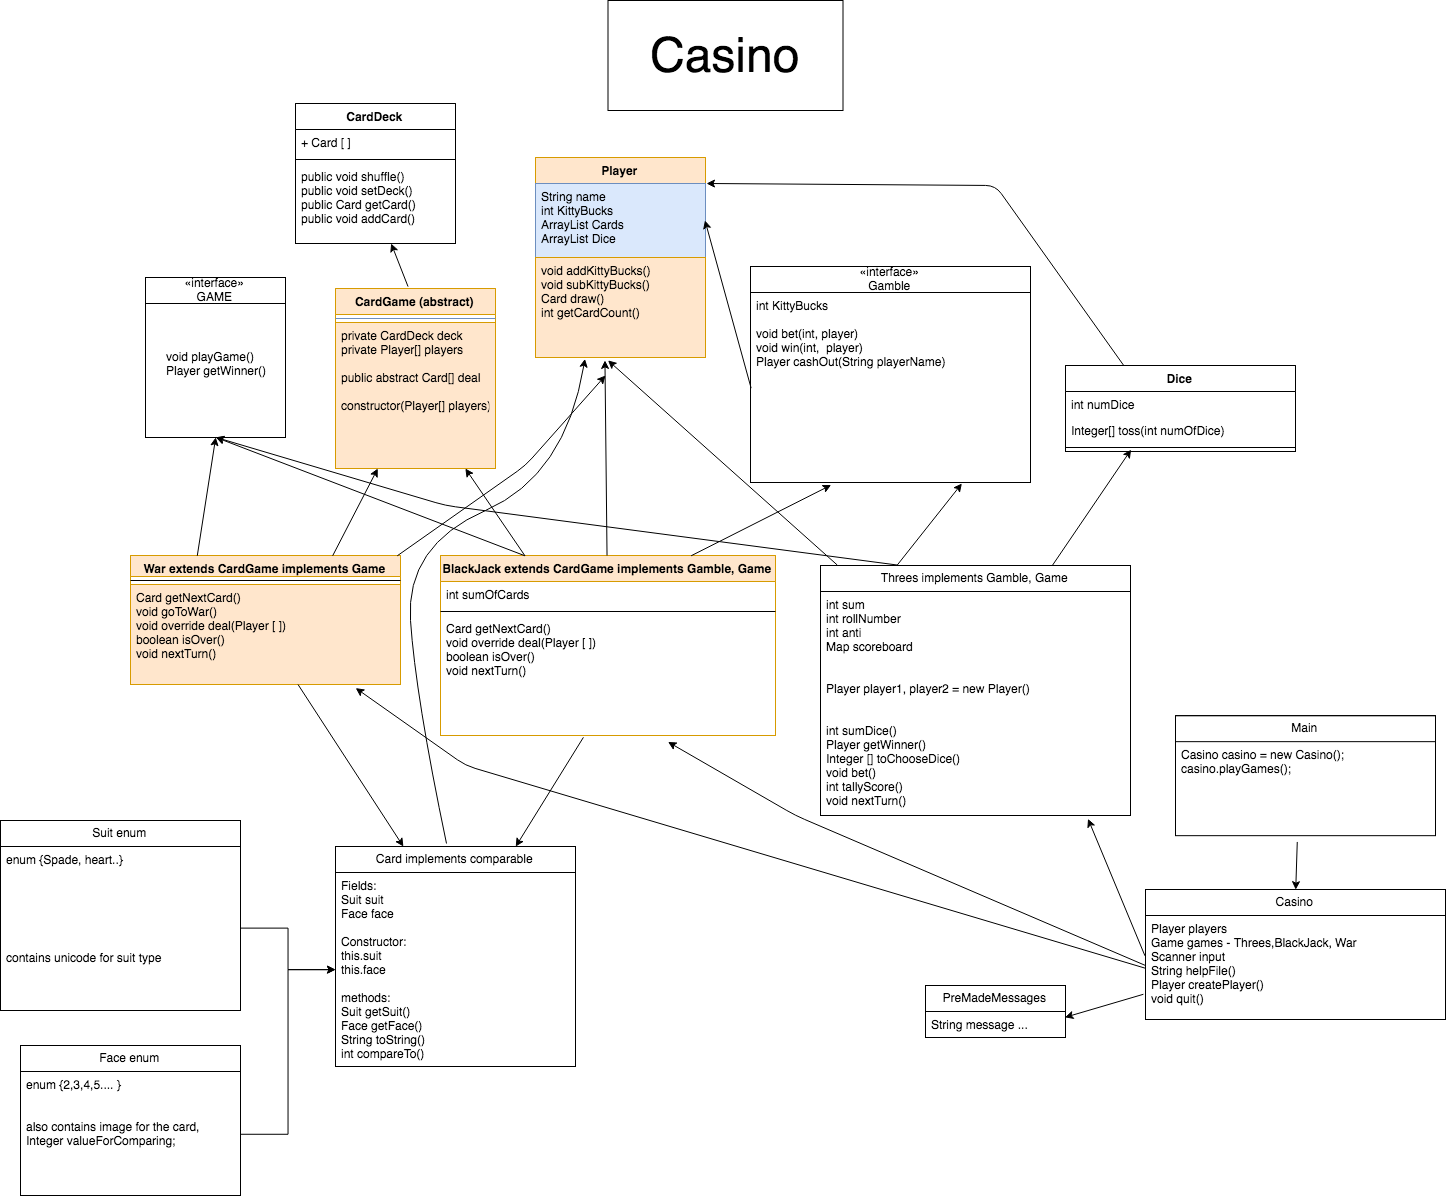 Casino
CardDeck
+ Card [ ]
public void shuffle()
public void setDeck()
public Card getCard()
public void addCard()
Player
String name
int KittyBucks
ArrayList Cards
ArrayList Dice
void addKittyBucks()
void subKittyBucks()
Card draw()
int getCardCount()
«interface»
GAME
void playGame()
Player getWinner()
CardGame (abstract)
private CardDeck deck
private Player[] players
public abstract Card[] deal
constructor(Player[] players)
«interface»
Gamble
int KittyBucks
void bet(int, player)
void win(int, player)
Player cashOut(String playerName)
Dice
int numDice
Integer[] toss(int numOfDice)
War extends CardGame implements Game
Card getNextCard()
void goToWar()
void override deal(Player [ ])
boolean isOver()
void nextTurn()
BlackJack extends CardGame implements Gamble, Game
int sumOfCards
Card getNextCard()
void override deal(Player [ ])
boolean isOver()
void nextTurn()
Threes implements Gamble, Game
int sum
int rollNumber
int anti
Map scoreboard
Player player1, player2 = new Player()
int sumDice()
Player getWinner()
Integer [] toChooseDice()
void bet()
int tallyScore()
void nextTurn()
Main
Casino casino = new Casino();
casino.playGames();
Suit enum
enum {Spade, heart..}
contains unicode for suit type
Card implements comparable
Fields:
Suit suit
Face face
Constructor:
this.suit
this.face
methods:
Suit getSuit()
Face getFace()
String toString()
int compareTo()
Casino
Player players
Game games - Threes,BlackJack, War
Scanner input
String helpFile()
Player createPlayer()
void quit()
PreMadeMessages
String message ...
Face enum
enum {2,3,4,5.... }
also contains image for the card,
Integer valueForComparing;